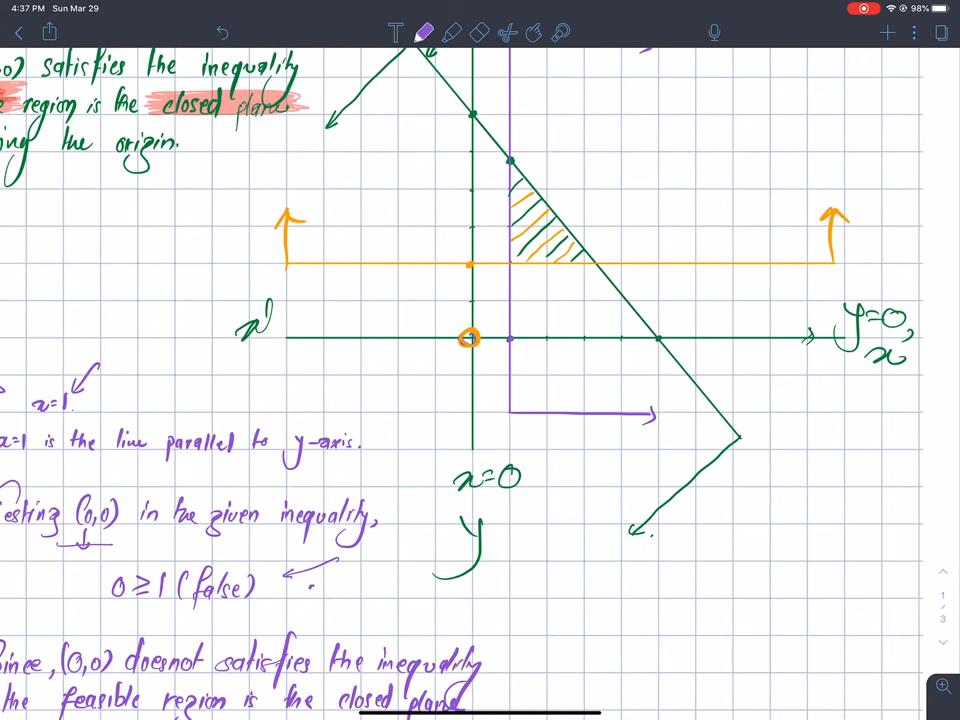 4:37 PM Sun Mar 29
98%
0) satisfies the inequality
region is the closed plane
the origin.
x'
y=0,
x
x=1
x=1 is the line parallel to y-axis.
x=0
y
esting (0,0) in the given inequality,
0 ≥ 1 (false)
ince, (0,0) doesnot satisfies the inequality
the feasible region is the closed plane
1
/
3